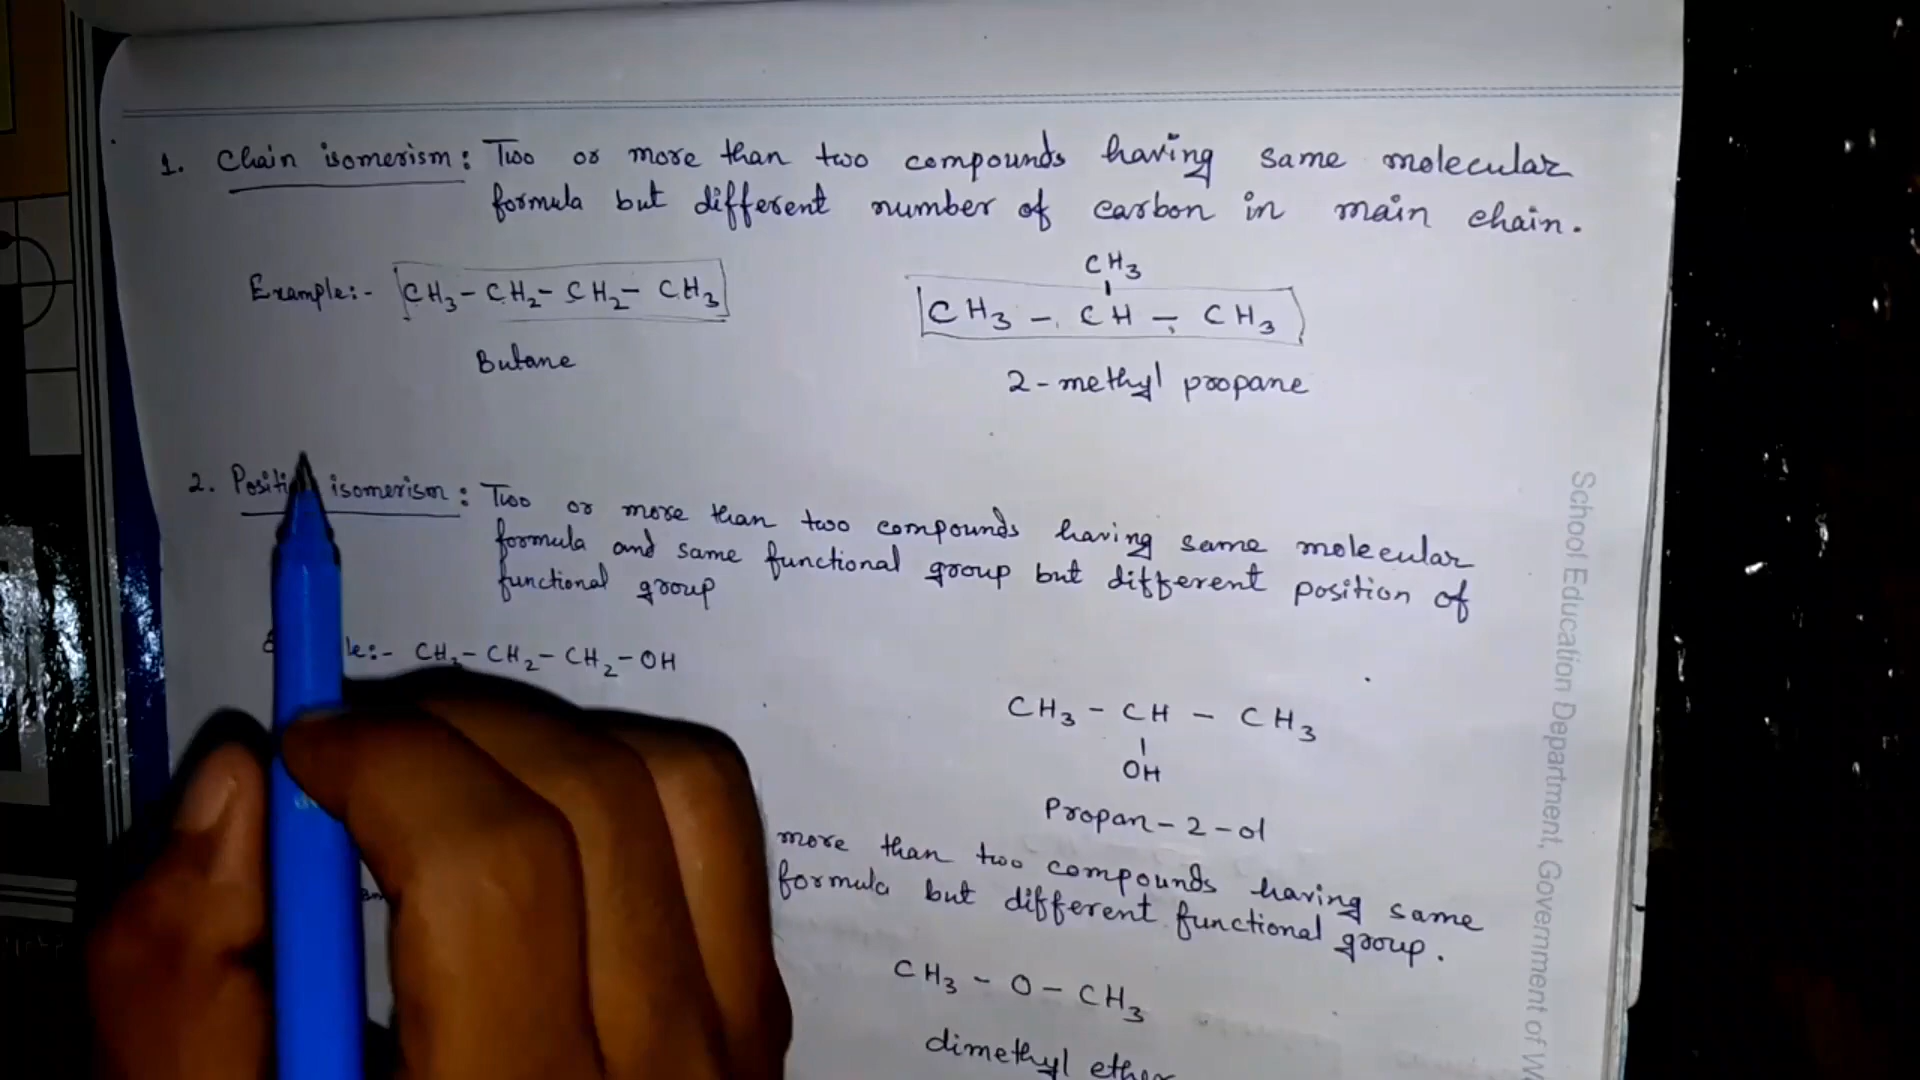 1. Chain isomerism: Two or more than two compounds having same molecular
formula but different number of carbon in main chain.
CH3
Example:- CH3-CH2-CH2-CH3 CH3-CH-CH3
Butane 2-methyl propane
2. isomerism: Two or more than two compounds having same molecular
formula and same functional group but different position of
functional group
CH3-CH2-CH2-OH
CH3-CH-CH3
OH
Propan-2-ol
more than two compounds having same
formula but different functional group.
CH3-O-CH3
dimethyl ether
School Education Department, Government of W